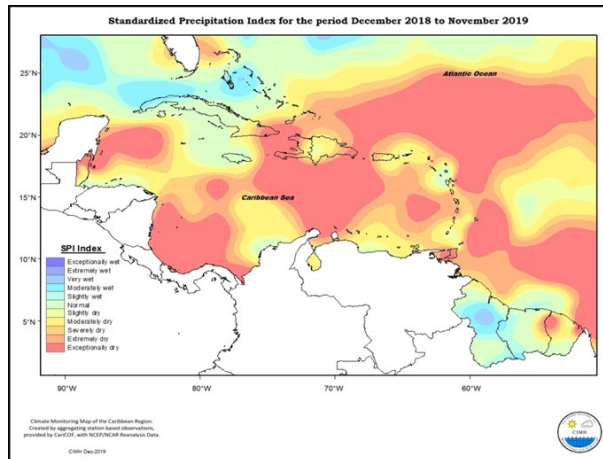 Standardized Precipitation Index for the period December 2018 to November 2019
25°N
20°N
15°N
10°N
5°N
Atlantic Ocean
Caribbean Sea
SPI Index
Exceptionally wet
Extremely wet
Very wet
Moderately wet
Slightly wet
Normal
Slightly dry
Moderately dry
Severely dry
Extremely dry
Exceptionally dry
90°W
80°W
70°W
60°W
Climate Monitoring Map of the Caribbean Region.
Created by aggregating station based observations,
provided by CariCOF, with NCEP/NCAR Reanalysis Data.
CIMH Dec-2019
CIMH